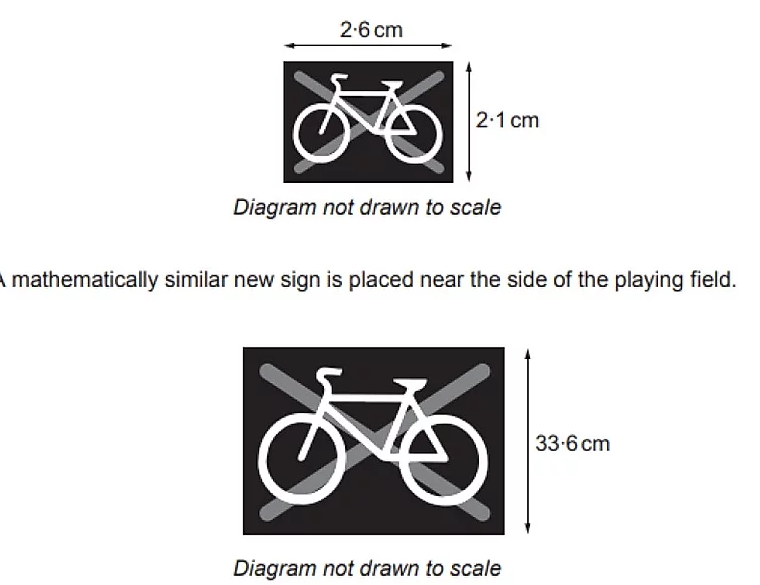 2·6 cm
2·1 cm
Diagram not drawn to scale
A mathematically similar new sign is placed near the side of the playing field.
33·6 cm
Diagram not drawn to scale